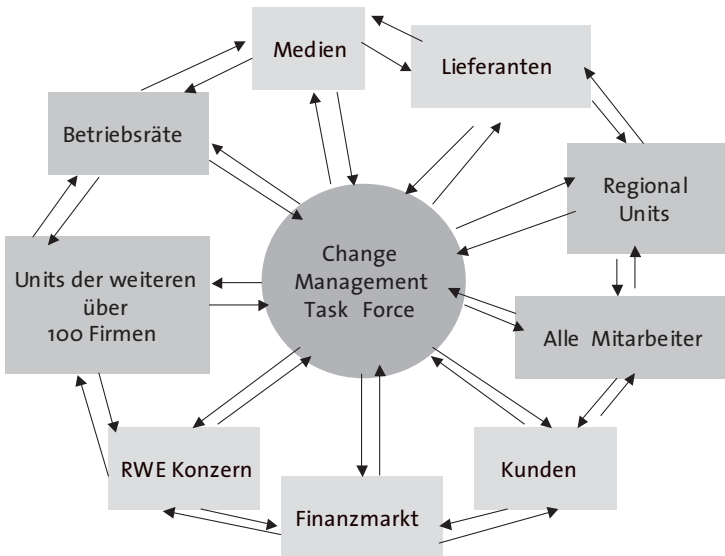 Medien
Lieferanten
Betriebsräte
Regional
Units
Change
Management
Task Force
Units der weiteren
über
100 Firmen
Alle Mitarbeiter
RWE Konzern
Kunden
Finanzmarkt